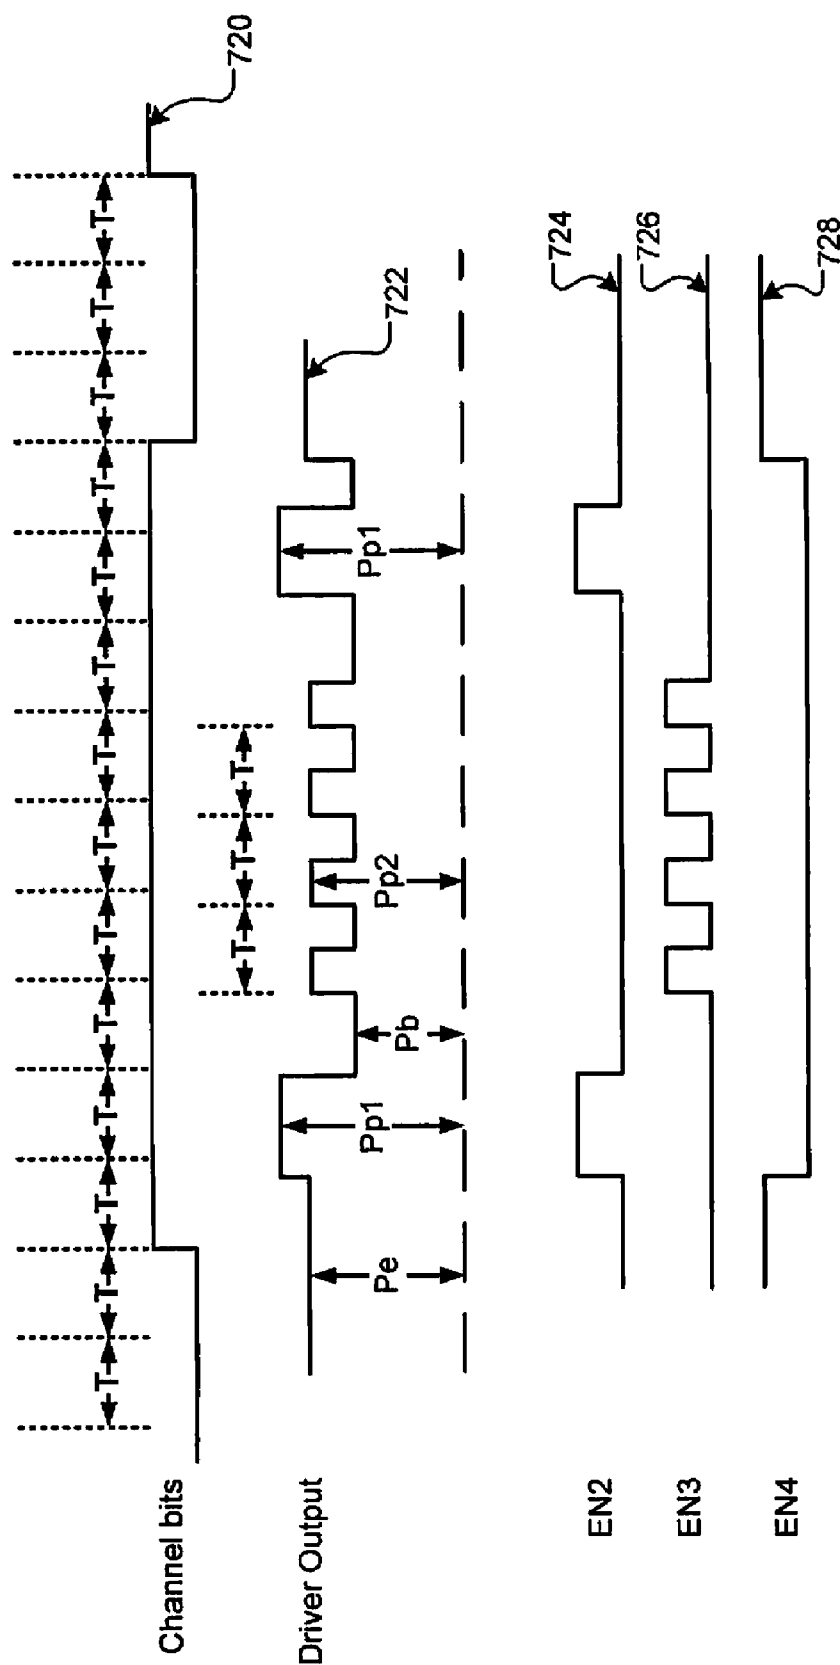 T T T T T T T T T T T T T T
Channel bits
720
T T T
Driver Output
Pe
Pp1
Pb
Pp2
Pp1
722
EN2
724
EN3
726
EN4
728